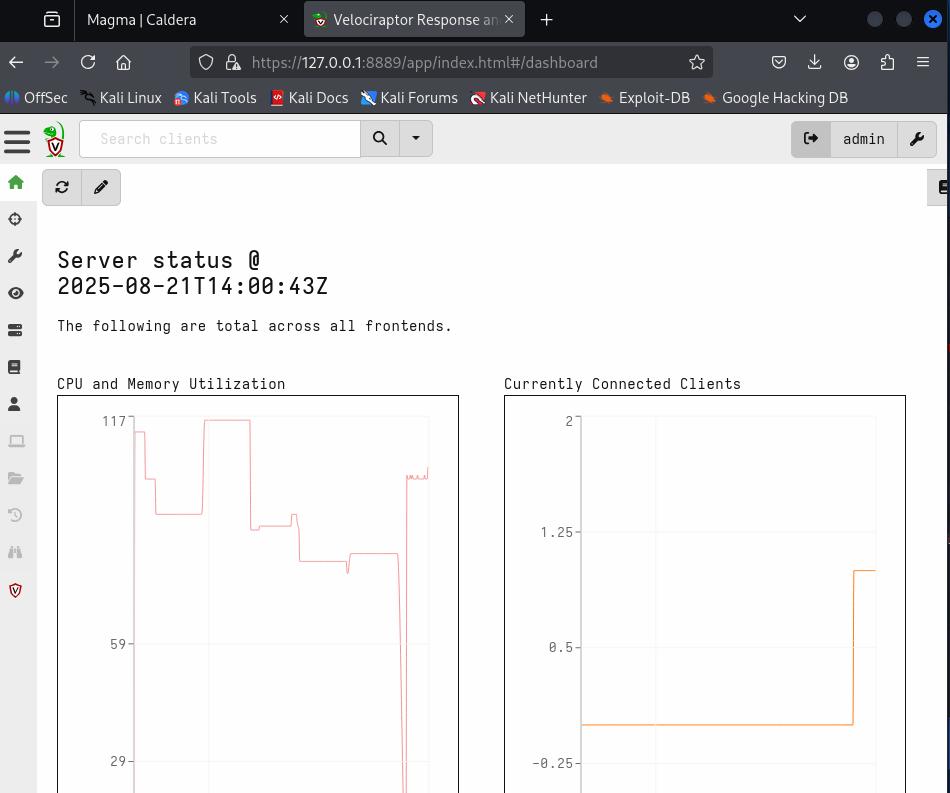 Magma | Caldera
Velociraptor Response an
https://127.0.0.1:8889/app/index.html#/dashboard
OffSec Kali Linux Kali Tools Kali Docs Kali Forums Kali NetHunter Exploit-DB Google Hacking DB
V Search clients admin
Server status @
2025-08-21T14:00:43Z
The following are total across all frontends.
CPU and Memory Utilization
117
59
29
Currently Connected Clients
2
1.25
0.5
-0.25